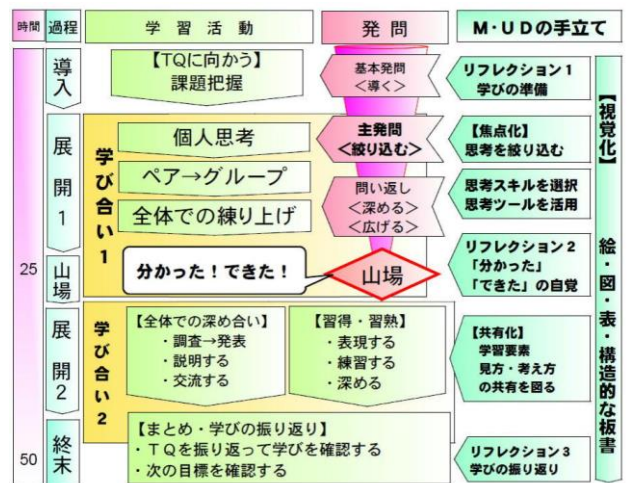 時間 過程 学習活動 発問 M・UDの手立て
導入
【TQに向かう】
課題把握
基本発問
<導く>
リフレクション1
学びの準備
展開1
学び合い1
個人思考
主発問
<絞り込む>
【焦点化】
思考を絞り込む
ペア→グループ
全体での練り上げ
問い返し
<深める>
<広げる>
思考スキルを選択
思考ツールを活用
25
山場
分かった!できた!
山場
リフレクション2
「分かった」
「できた」の自覚
展開2
学び合い2
【全体での深め合い】
・調査→発表
・説明する
・交流する
【習得・習熟】
・表現する
・練習する
・深める
【共有化】
学習要素
見方・考え方
の共有を図る
50
終末
【まとめ・学びの振り返り】
・TQを振り返って学びを確認する
・次の目標を確認する
リフレクション3
学びの振り返り
【視覚化】 絵・図・表・構造的な板書